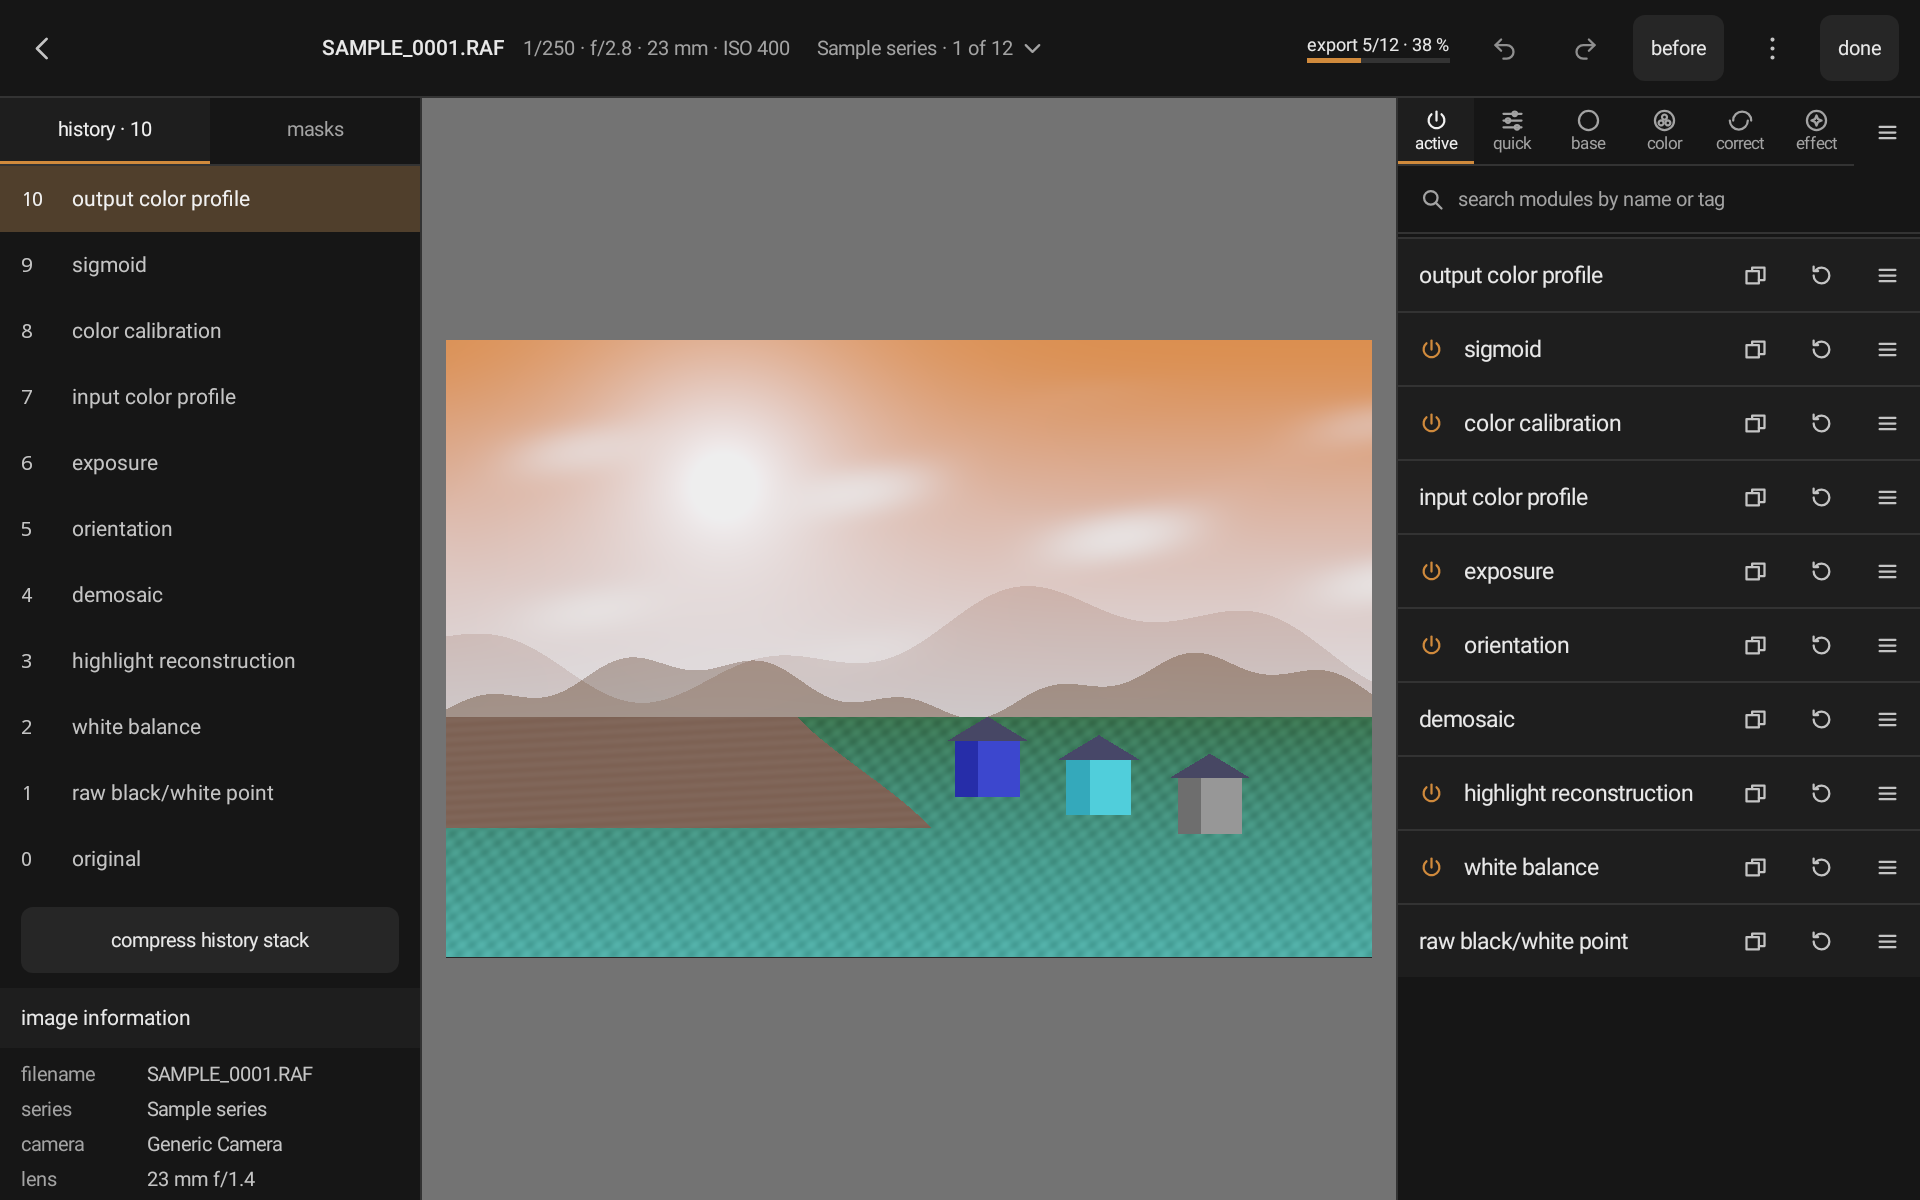 SAMPLE_0001.RAF 1/250 · f/2.8 · 23 mm · ISO 400 Sample series · 1 of 12
export 5/12 · 38 %
before
done
history · 10
masks
10 output color profile
9 sigmoid
8 color calibration
7 input color profile
6 exposure
5 orientation
4 demosaic
3 highlight reconstruction
2 white balance
1 raw black/white point
0 original
compress history stack
image information
filename SAMPLE_0001.RAF
series Sample series
camera Generic Camera
lens 23 mm f/1.4
active
quick
base
color
correct
effect
search modules by name or tag
output color profile
sigmoid
color calibration
input color profile
exposure
orientation
demosaic
highlight reconstruction
white balance
raw black/white point